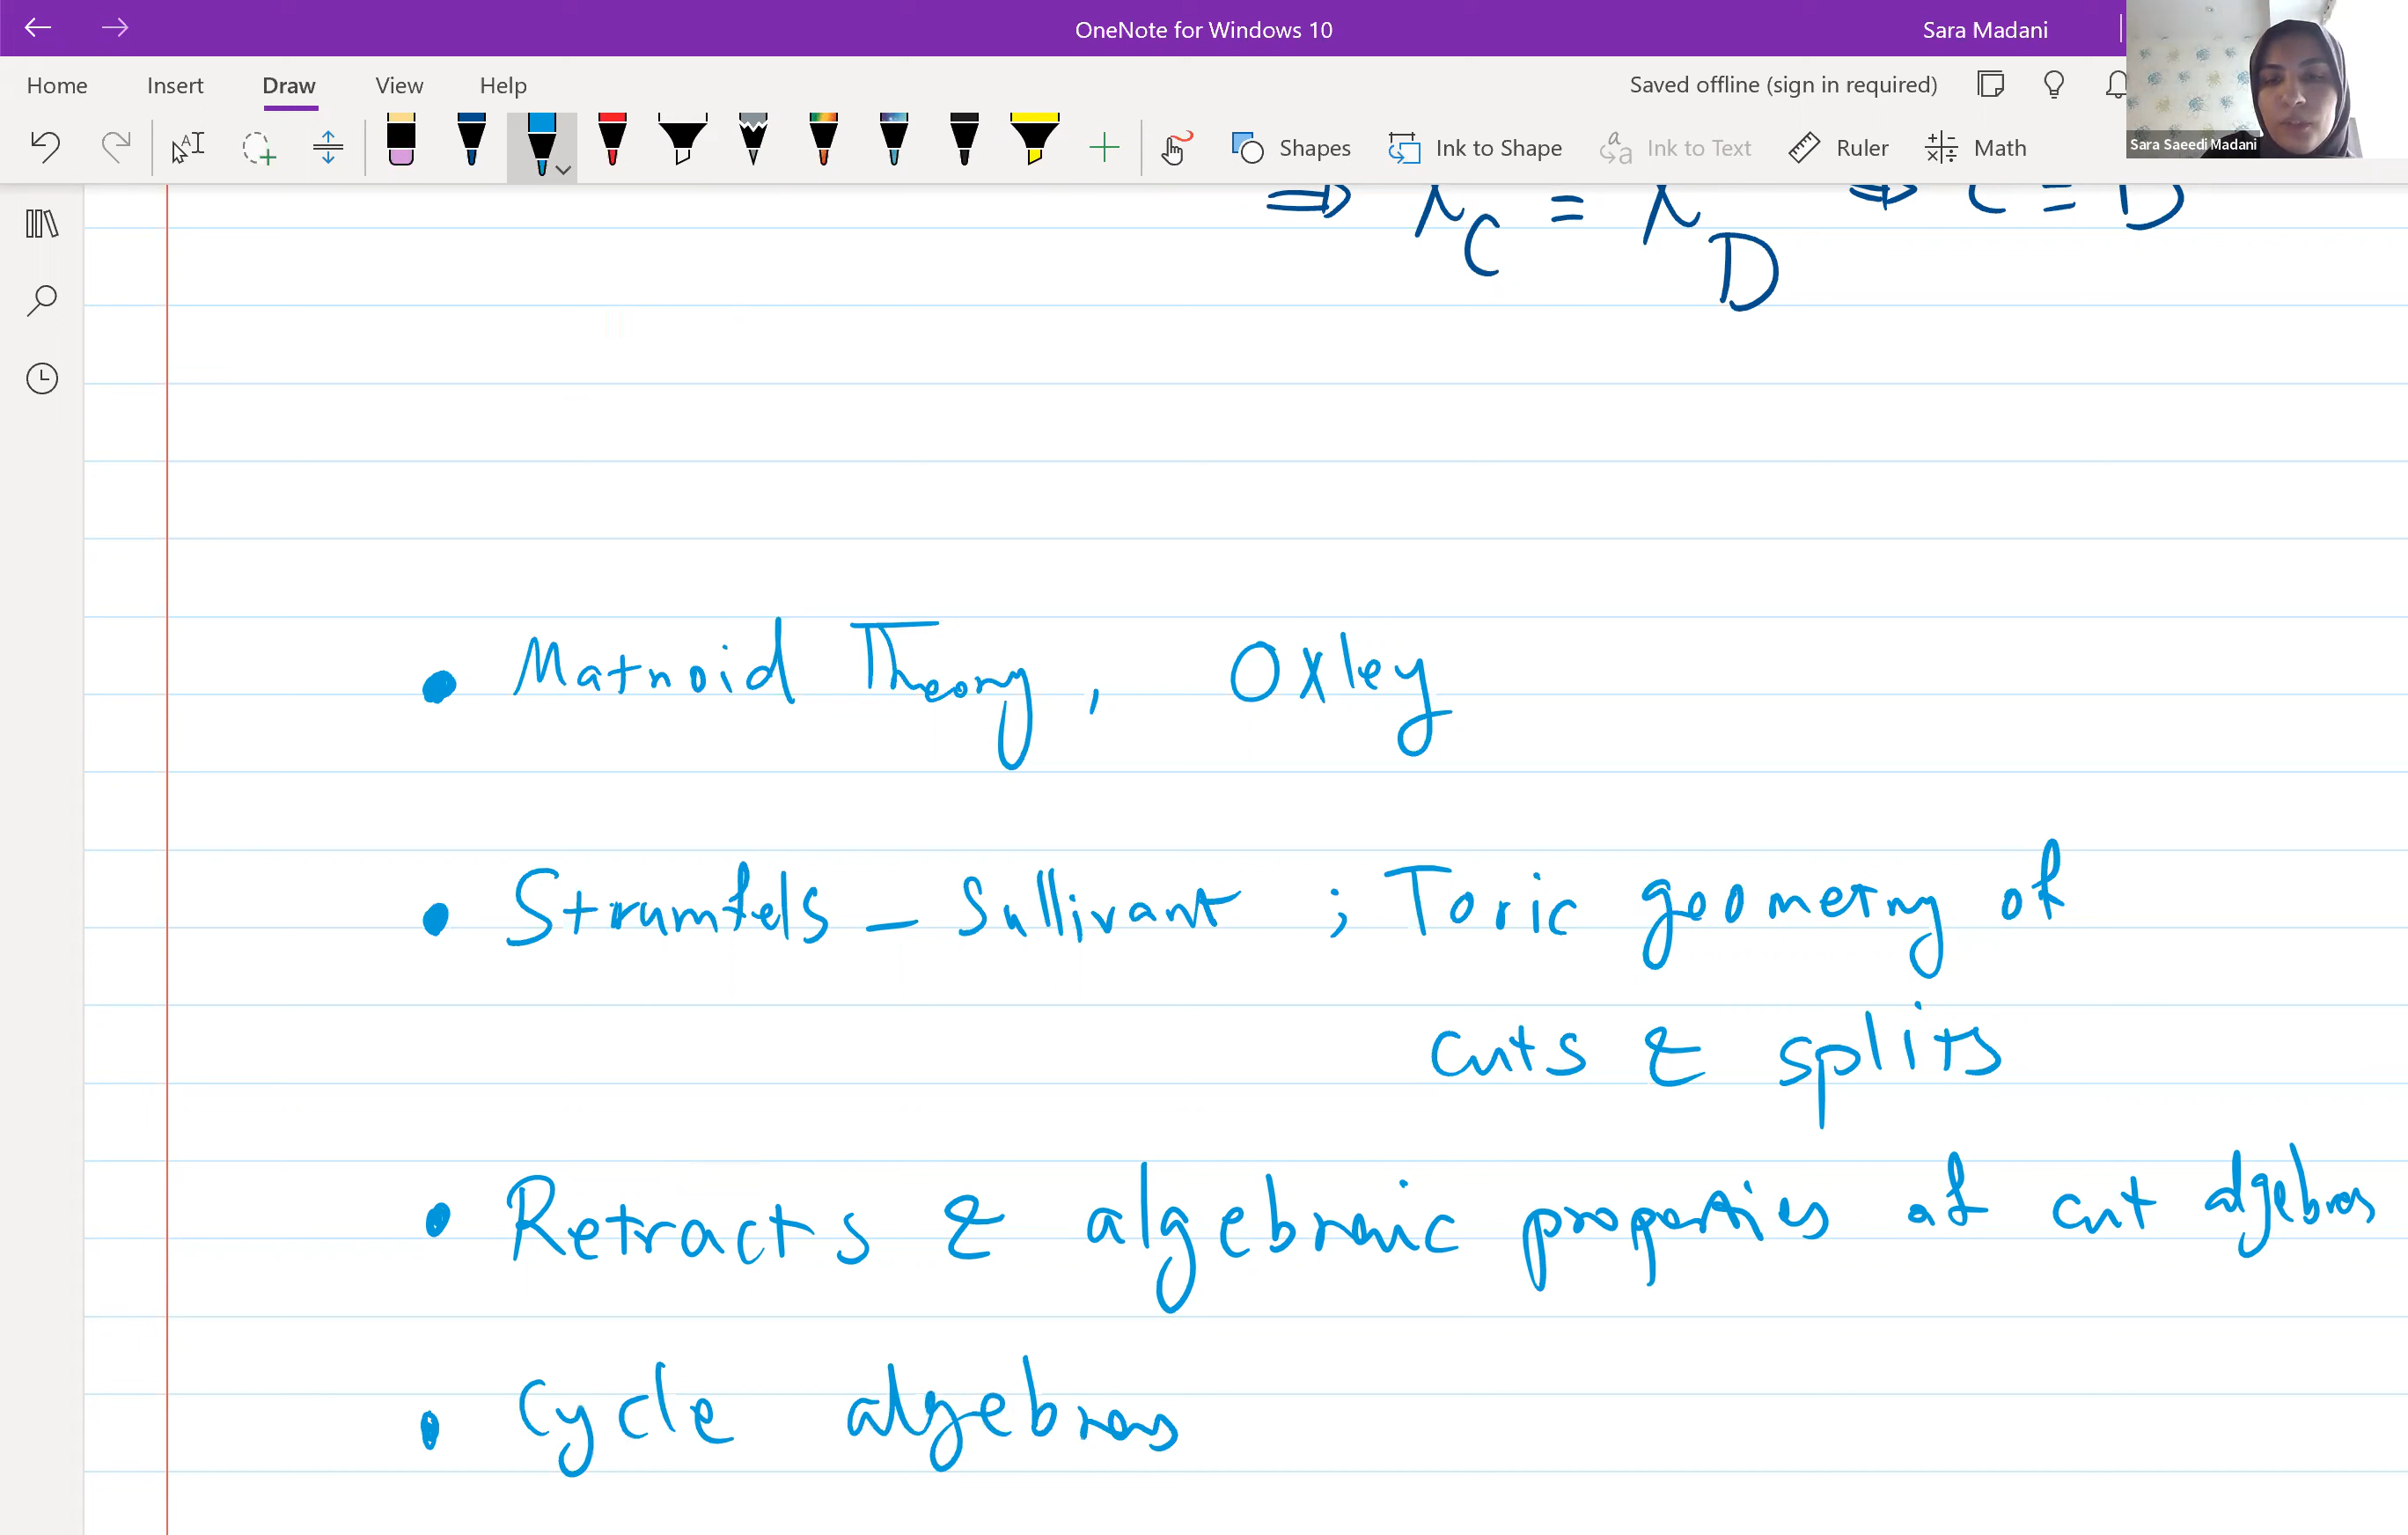 OneNote for Windows 10
Sara Madani
Home Insert Draw View Help
Saved offline (sign in required)
Shapes Ink to Shape Ink to Text Ruler Math
Sara Saeedi Madani
⇒ λ_C = λ_D ⇒ C = D
• Matroid Theory, Oxley
• Strumfels – Sullivant ; Toric geometry of
cuts & splits
• Retracts & algebraic properties of cut algebras
• Cycle algebras